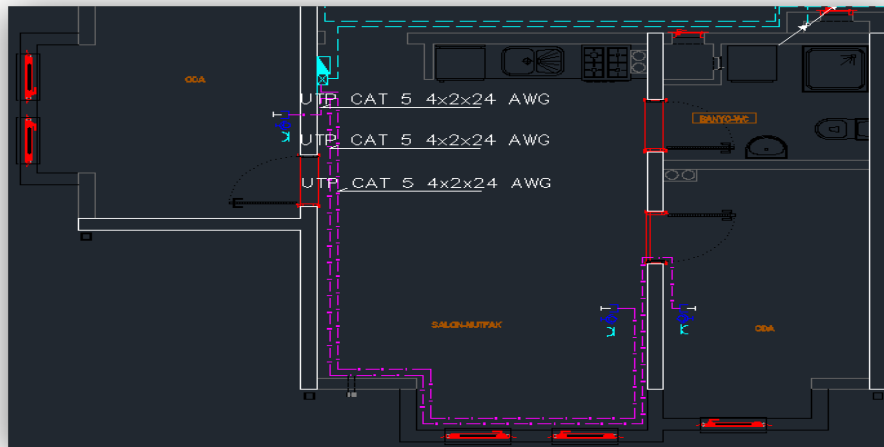 ODA
UTP CAT 5 4x2x24 AWG
UTP CAT 5 4x2x24 AWG
UTP CAT 5 4x2x24 AWG
BANYO-WC
SALON-MUTFAK
ODA